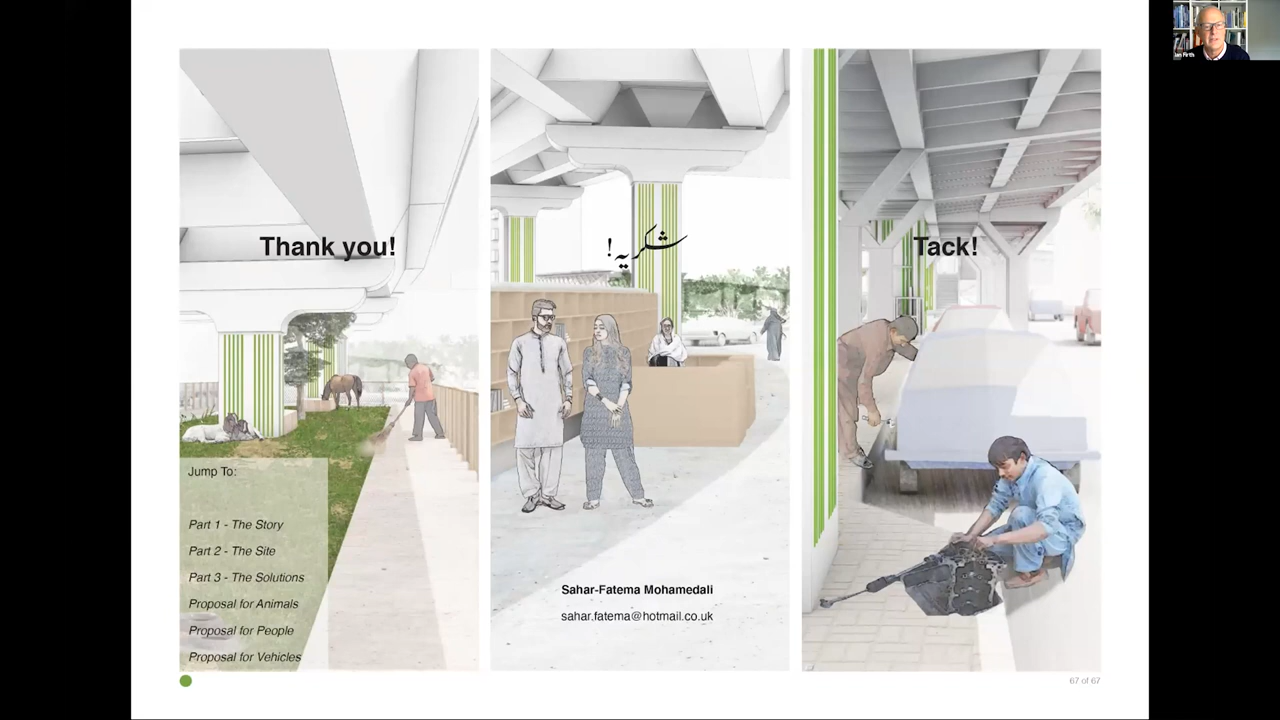 Ian Firth
Thank you!
شکریہ!
Tack!
Jump To:
Part 1 - The Story
Part 2 - The Site
Part 3 - The Solutions
Proposal for Animals
Proposal for People
Proposal for Vehicles
Sahar-Fatema Mohamedali
sahar.fatema@hotmail.co.uk
67 of 67